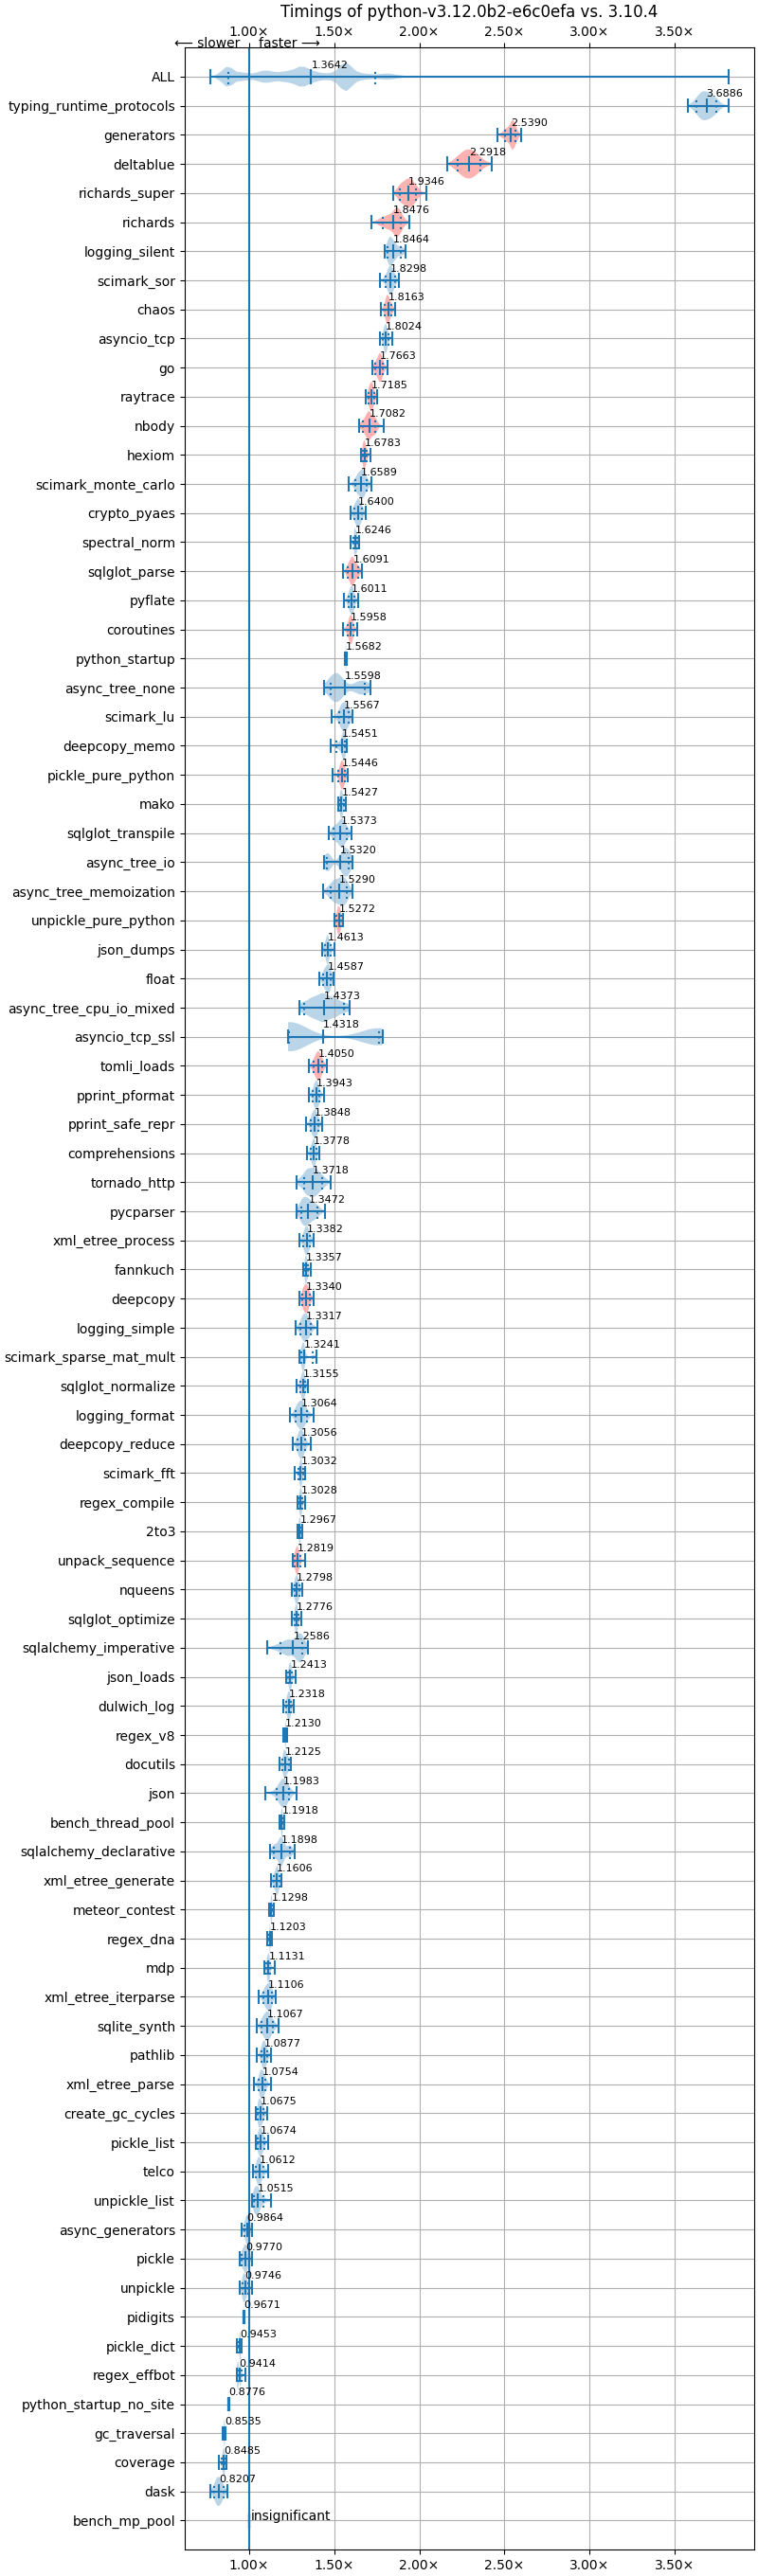 Timings of python-v3.12.0b2-e6c0efa vs. 3.10.4
1.00× 1.50× 2.00× 2.50× 3.00× 3.50×
⟵ slower faster ⟶
ALL 1.3642
typing_runtime_protocols 3.6886
generators 2.5390
deltablue 2.2918
richards_super 1.9346
richards 1.8476
logging_silent 1.8464
scimark_sor 1.8298
chaos 1.8163
asyncio_tcp 1.8024
go 1.7663
raytrace 1.7185
nbody 1.7082
hexiom 1.6783
scimark_monte_carlo 1.6589
crypto_pyaes 1.6400
spectral_norm 1.6246
sqlglot_parse 1.6091
pyflate 1.6011
coroutines 1.5958
python_startup 1.5682
async_tree_none 1.5598
scimark_lu 1.5567
deepcopy_memo 1.5451
pickle_pure_python 1.5446
mako 1.5427
sqlglot_transpile 1.5373
async_tree_io 1.5320
async_tree_memoization 1.5290
unpickle_pure_python 1.5272
json_dumps 1.4613
float 1.4587
async_tree_cpu_io_mixed 1.4373
asyncio_tcp_ssl 1.4318
tomli_loads 1.4050
pprint_pformat 1.3943
pprint_safe_repr 1.3848
comprehensions 1.3778
tornado_http 1.3718
pycparser 1.3472
xml_etree_process 1.3382
fannkuch 1.3357
deepcopy 1.3340
logging_simple 1.3317
scimark_sparse_mat_mult 1.3241
sqlglot_normalize 1.3155
logging_format 1.3064
deepcopy_reduce 1.3056
scimark_fft 1.3032
regex_compile 1.3028
2to3 1.2967
unpack_sequence 1.2819
nqueens 1.2798
sqlglot_optimize 1.2776
sqlalchemy_imperative 1.2586
json_loads 1.2413
dulwich_log 1.2318
regex_v8 1.2130
docutils 1.2125
json 1.1983
bench_thread_pool 1.1918
sqlalchemy_declarative 1.1898
xml_etree_generate 1.1606
meteor_contest 1.1298
regex_dna 1.1203
mdp 1.1131
xml_etree_iterparse 1.1106
sqlite_synth 1.1067
pathlib 1.0877
xml_etree_parse 1.0754
create_gc_cycles 1.0675
pickle_list 1.0674
telco 1.0612
unpickle_list 1.0515
async_generators 0.9864
pickle 0.9770
unpickle 0.9746
pidigits 0.9671
pickle_dict 0.9453
regex_effbot 0.9414
python_startup_no_site 0.8776
gc_traversal 0.8535
coverage 0.8485
dask 0.8207
bench_mp_pool insignificant
1.00× 1.50× 2.00× 2.50× 3.00× 3.50×